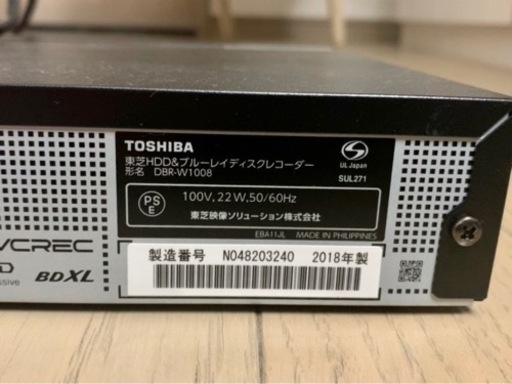 TOSHIBA
東芝HDD&ブルーレイディスクレコーダー
形名 DBR-W1008
UL Japan
SUL271
PS
E
100V, 22W, 50/60Hz
東芝映像ソリューション株式会社
EBA11JL MADE IN PHILIPPINES
VCREC
D
BDXL
製造番号 N048203240 2018年製